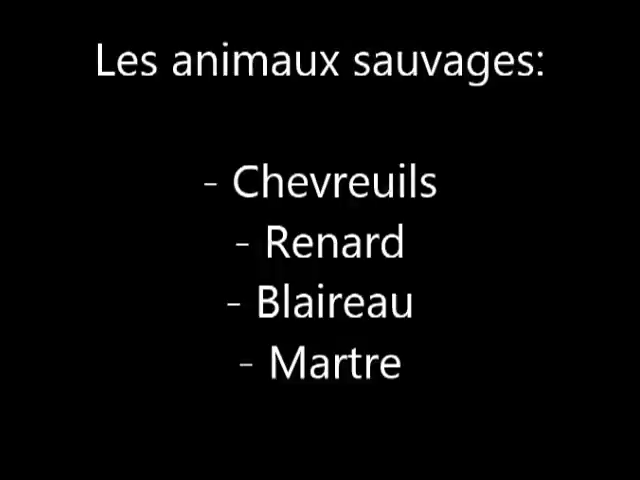 Les animaux sauvages:
- Chevreuils
- Renard
- Blaireau
- Martre